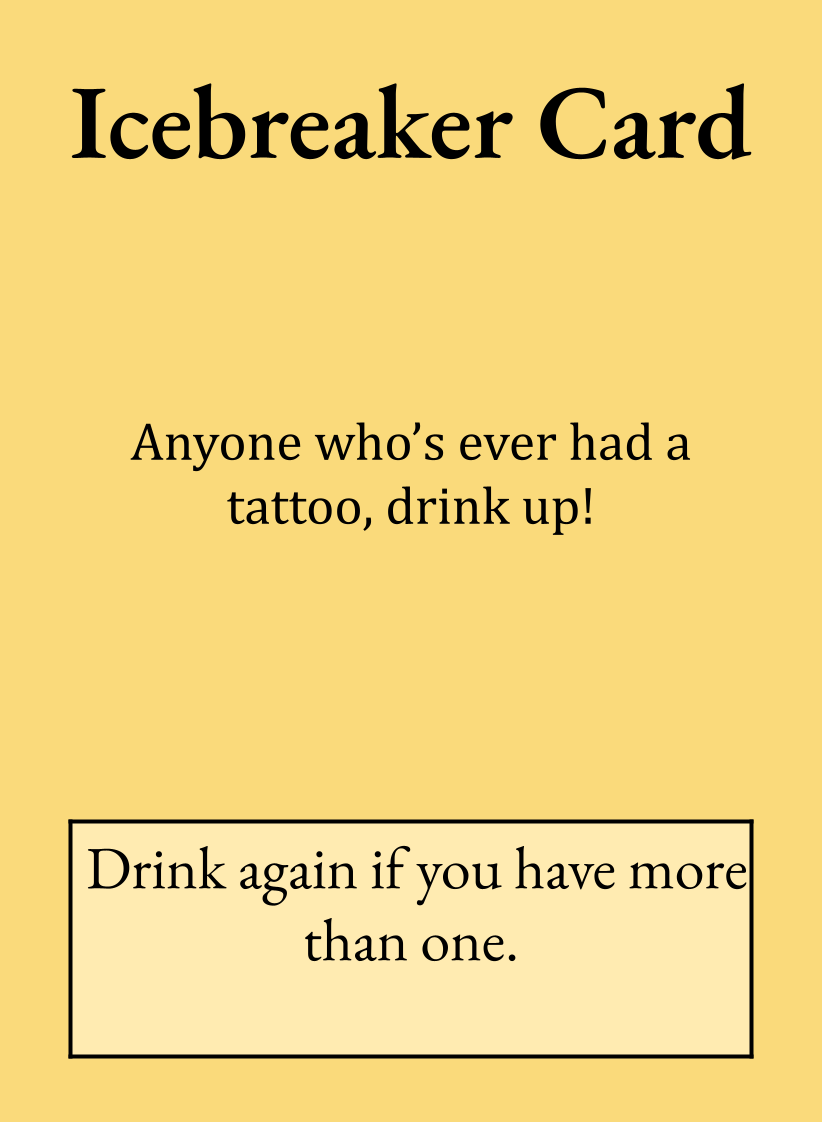 Icebreaker Card
Anyone who’s ever had a
tattoo, drink up!
Drink again if you have more
than one.